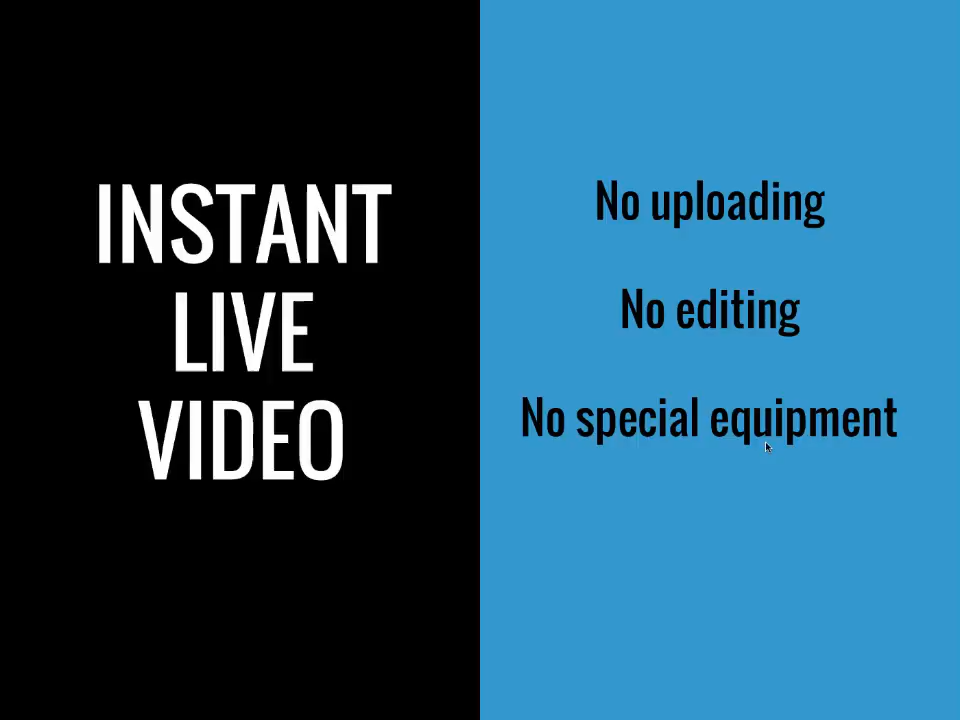 INSTANT
LIVE
VIDEO
No uploading
No editing
No special equipment